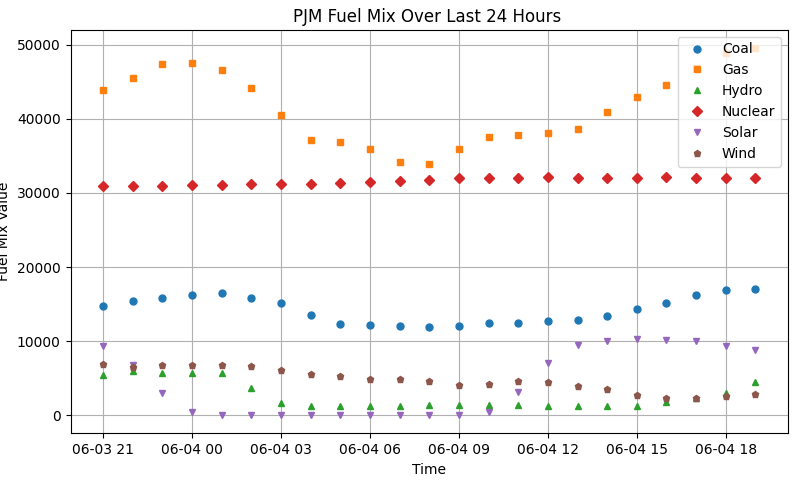 PJM Fuel Mix Over Last 24 Hours
50000
40000
30000
20000
10000
0
Fuel Mix Value
Coal
Gas
Hydro
Nuclear
Solar
Wind
06-03 21
06-04 00
06-04 03
06-04 06
06-04 09
06-04 12
06-04 15
06-04 18
Time